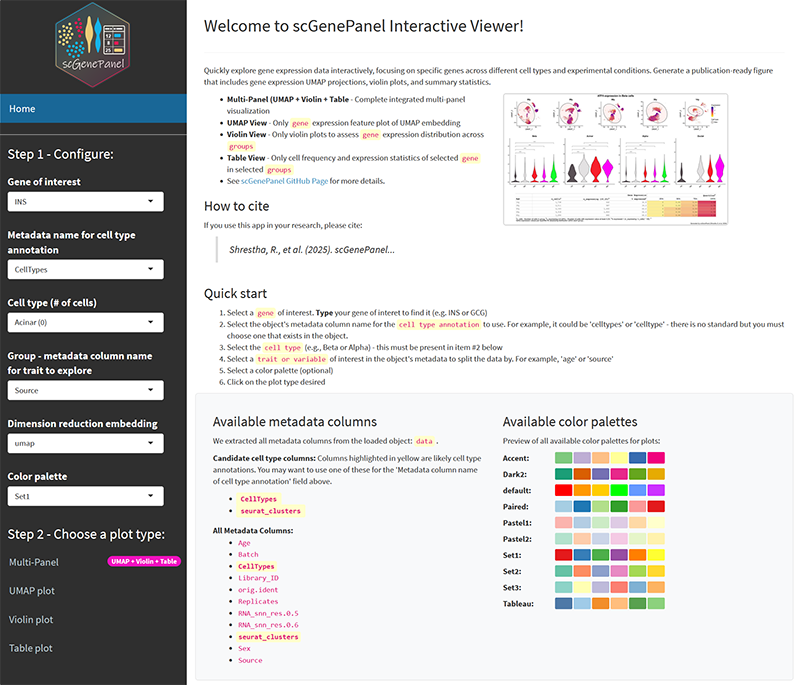 scGenePanel
Home
Step 1 - Configure:
Gene of interest
INS
Metadata name for cell type
annotation
CellTypes
Cell type (# of cells)
Acinar (0)
Group - metadata column name
for trait to explore
Source
Dimension reduction embedding
umap
Color palette
Set1
Step 2 - Choose a plot type:
Multi-Panel
UMAP + Violin + Table
UMAP plot
Violin plot
Table plot
Welcome to scGenePanel Interactive Viewer!
Quickly explore gene expression data interactively, focusing on specific genes across different cell types and experimental conditions. Generate a publication-ready figure
that includes gene expression UMAP projections, violin plots, and summary statistics.
Multi-Panel (UMAP + Violin + Table - Complete integrated multi-panel
visualization
UMAP View - Only gene expression feature plot of UMAP embedding
Violin View - Only violin plots to assess gene expression distribution across
groups
Table View - Only cell frequency and expression statistics of selected gene
in selected groups
See scGenePanel GitHub Page for more details.
How to cite
If you use this app in your research, please cite:
Shrestha, R., et al. (2025). scGenePanel...
Quick start
1. Select a gene of interest. Type your gene of interet to find it (e.g. INS or GCG)
2. Select the object's metadata column name for the cell type annotation to use. For example, it could be 'celltypes' or 'celltype' - there is no standard but you must
choose one that exists in the object.
3. Select the cell type (e.g., Beta or Alpha) - this must be present in item #2 below
4. Select a trait or variable of interest in the object's metadata to split the data by. For example, 'age' or 'source'
5. Select a color palette (optional)
6. Click on the plot type desired
Available metadata columns
We extracted all metadata columns from the loaded object: data .
Candidate cell type columns: Columns highlighted in yellow are likely cell type
annotations. You may want to use one of these for the 'Metadata column name
of cell type annotation' field above.
CellTypes
seurat_clusters
All Metadata Columns:
Age
Batch
CellTypes
Library_ID
orig.ident
Replicates
RNA_snn_res.0.5
RNA_snn_res.0.6
seurat_clusters
Sex
Source
Available color palettes
Preview of all available color palettes for plots:
Accent:
Dark2:
default:
Paired:
Pastel1:
Pastel2:
Set1:
Set2:
Set3:
Tableau: